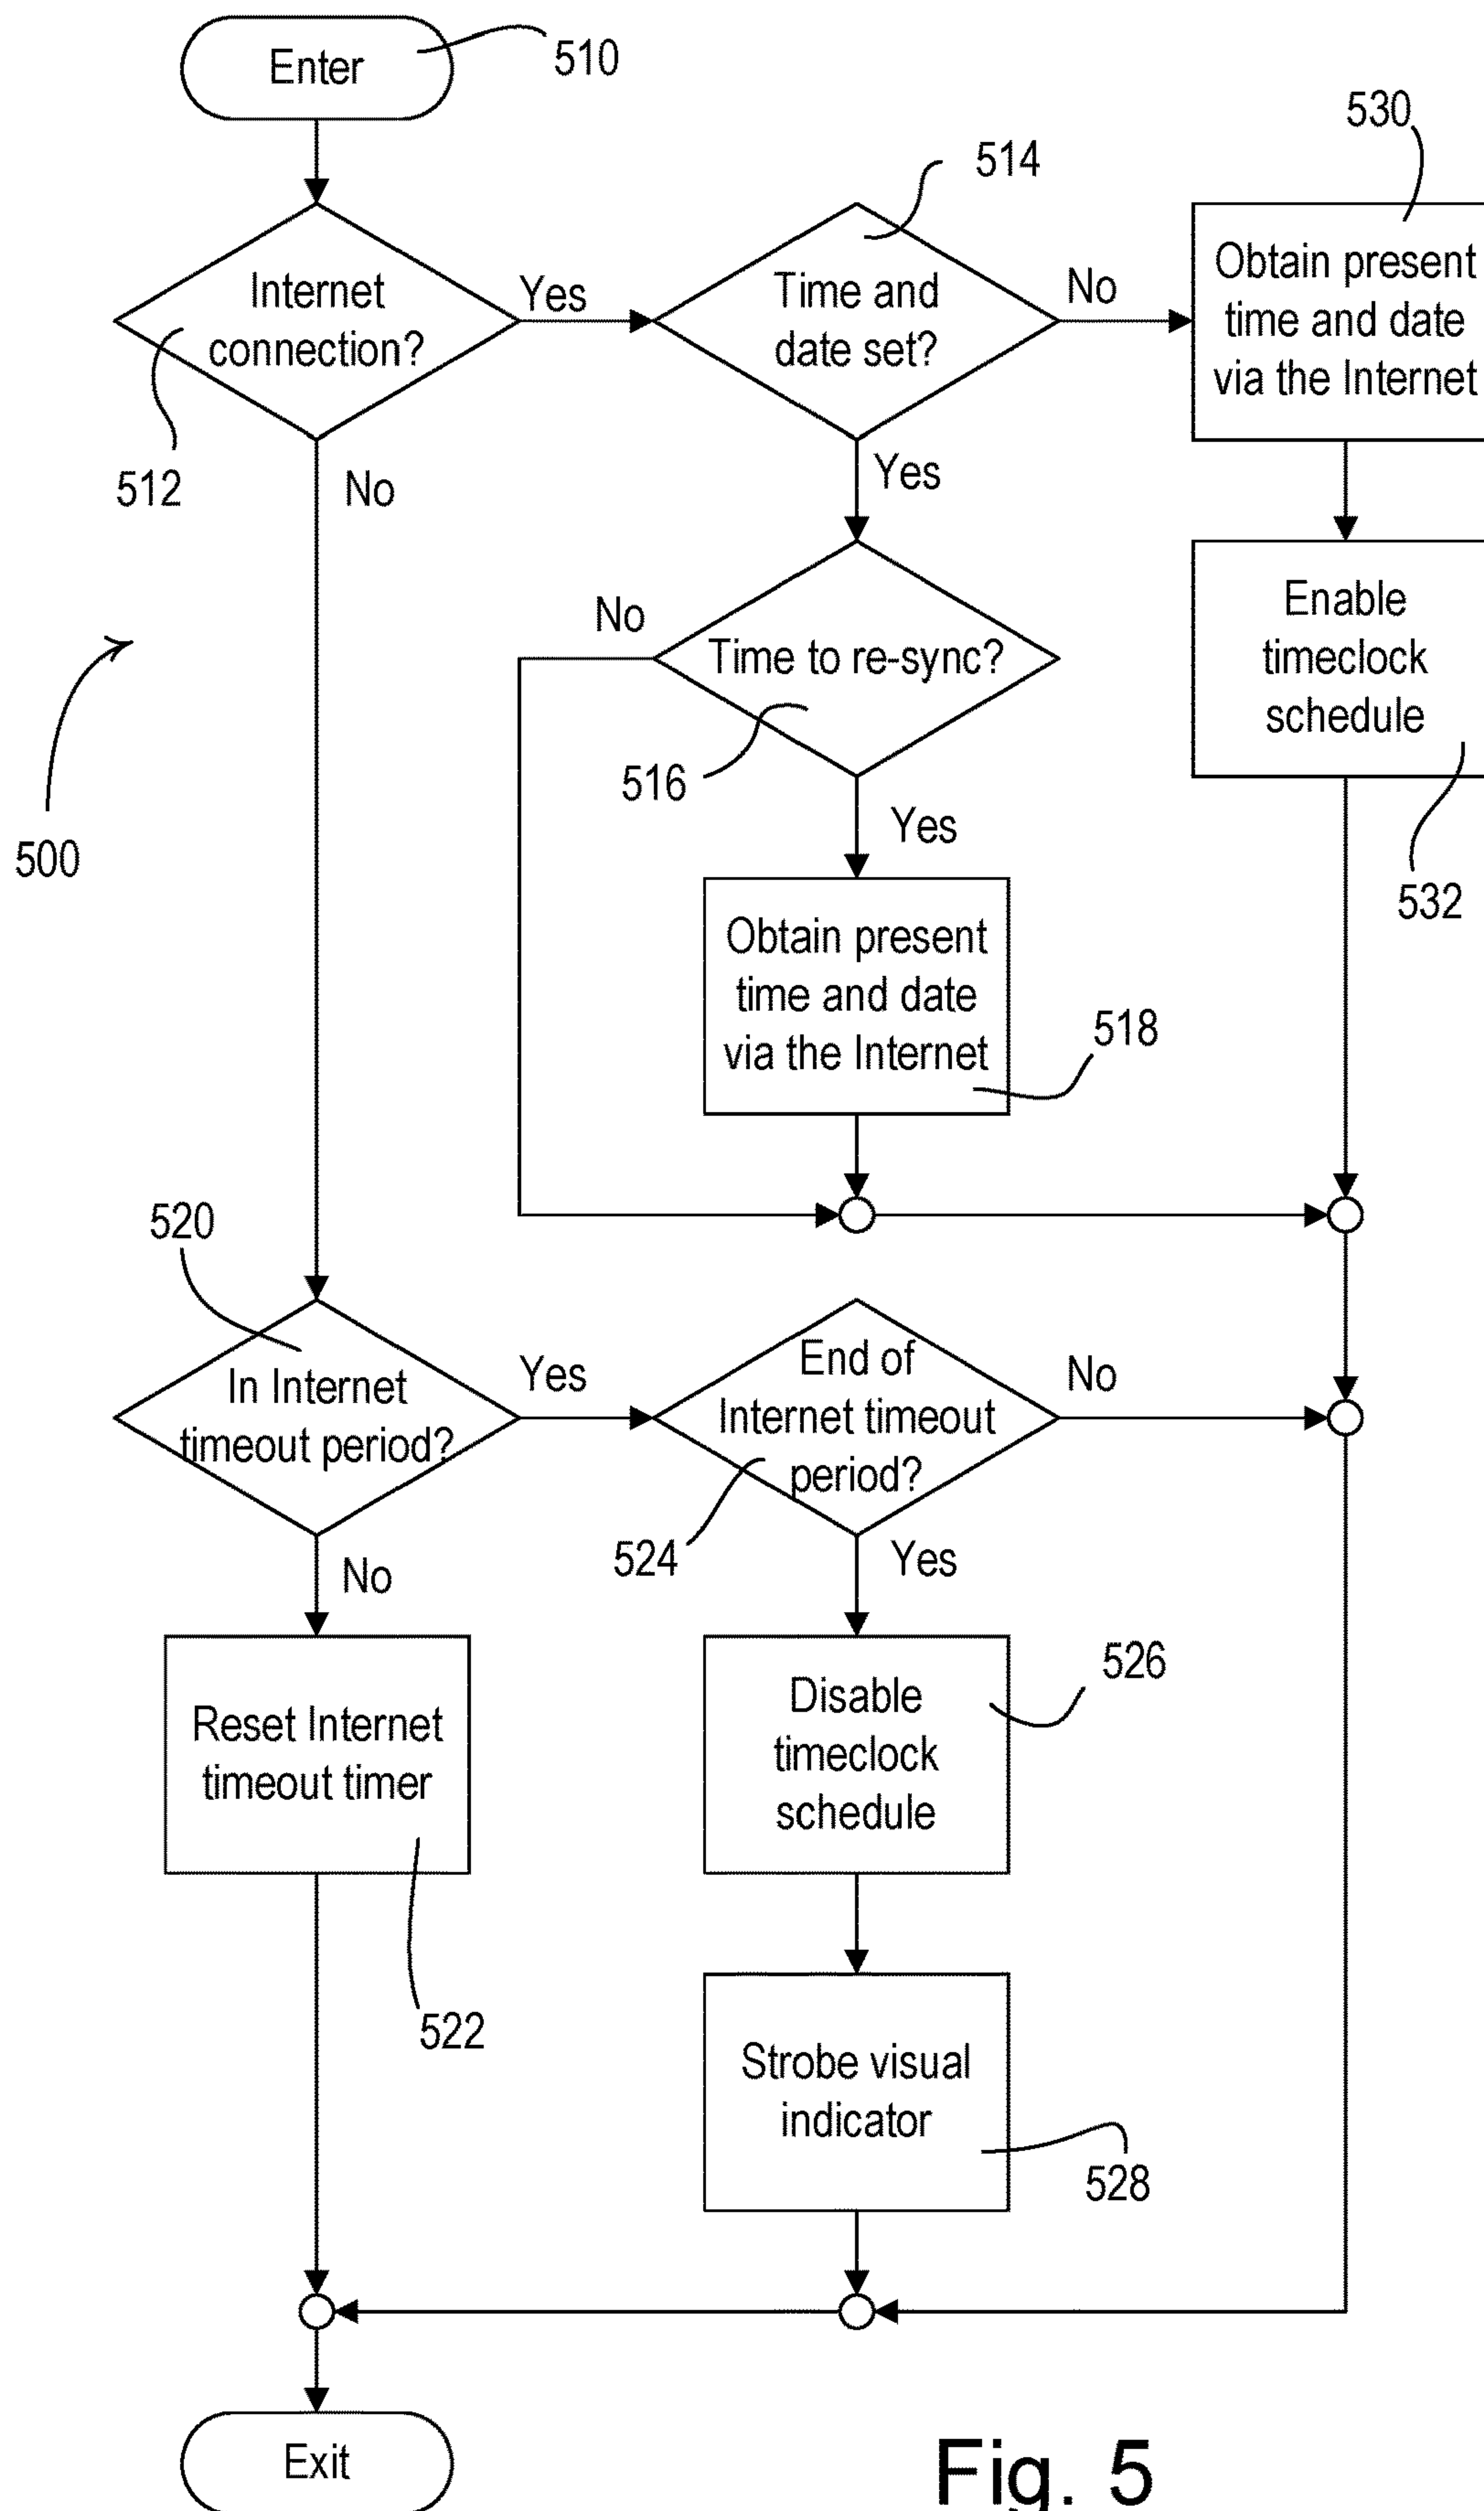 Enter
510
530
514
Internet
connection?
Yes
Time and
date set?
No
Obtain present
time and date
via the Internet
512
No
Yes
No
Time to re-sync?
Enable
timeclock
schedule
516
Yes
500
532
Obtain present
time and date
via the Internet
518
520
In Internet
timeout period?
Yes
End of
Internet timeout
period?
No
524
No
Yes
Reset Internet
timeout timer
Disable
timeclock
schedule
526
522
Strobe visual
indicator
528
Exit
Fig. 5